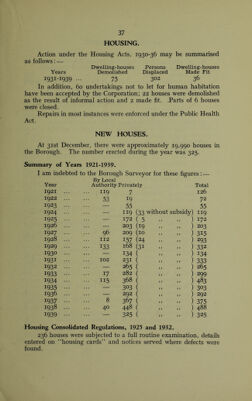 37
HOUSING.
Action under the Housing Acts, 1930-36 may be summarised
as follows:—
Dwelling-houses Persons Dwelling-houses
Years Demolished Displaced Made Fit
1931-1939 ... 75 302 36
In addition, 60 undertakings not to let for human habitation
have been accepted by the Corporation; 22 houses were demolished
as the result of informal action and 2 made fit. Parts of 6 houses
were closed.
Repairs in most instances were enforced under the Public Health
Act.
NEW HOUSES.
At 31st December, there were approximately 19,990 houses in
the Borough. The number erected during the year was 325.
Summary of Years 1921-1939.
I am indebted to the Borough Surveyor for these figures:—
By Local
Year Authority Privately Total
1921 ... ... 119 7 126
1922 ... ... 53 19 72
1923 ... ... — 55 55
1924 ... ... — 119 (33 without subsidy) 119
1925 ... ... — 172 ( 5 ,, ,, ) 172
1926 ... ... — 203 (19 ,, ,, ) 203
1927 ... ... 96 209 (10 ,, ,, ) 315
1928 ... ... 112 157 (24 ,, ,, ) 293
1929 ... ... 133 168 (31 ,, ,, ) 332
1930 ... ... — 134 ( ,, ,, ) 134
1931 ... ... 102 231 ( ,, ,, ) 333
1932 ... ... — 265 ( ,, ,, ) 265
1933 ... ... 17 282 ( ,, ,, ) 299
1934 ... ... 115 368 ( ,, ,, ) 483
1935 ... ... — 303 ( ,, ,, ) 303
1936 ... ... — 292 ( ,, ,, ) 292
1937 ... ... 8 367 ( ,, ,, ) 375
1938 ... ... 40 448 ( ,, ,, ) 488
1939 ... ... — 325 ( ,, ,, ) 325
Housing Consolidated Regulations, 1925 and 1932.
236 houses were subjected to a full routine examination, details
entered on "housing cards" and notices served where defects were
found.